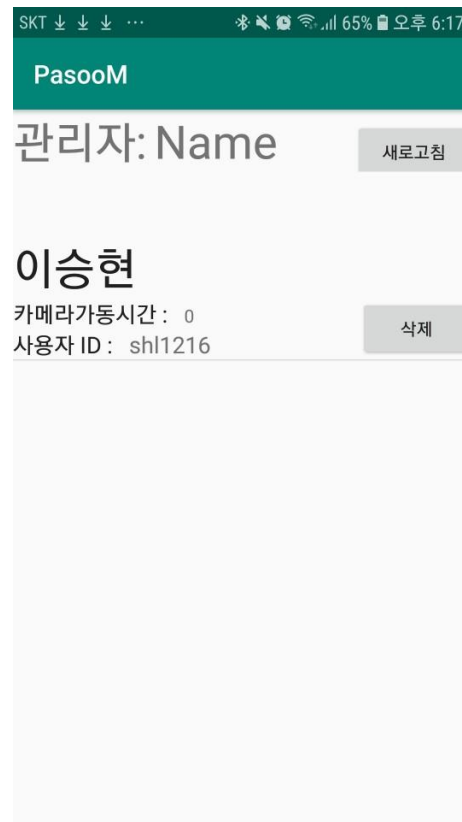 SKT ··· 65% 오후 6:17
PasooM
관리자: Name 새로고침
이승현
카메라가동시간 : 0
삭제
사용자 ID : shl1216